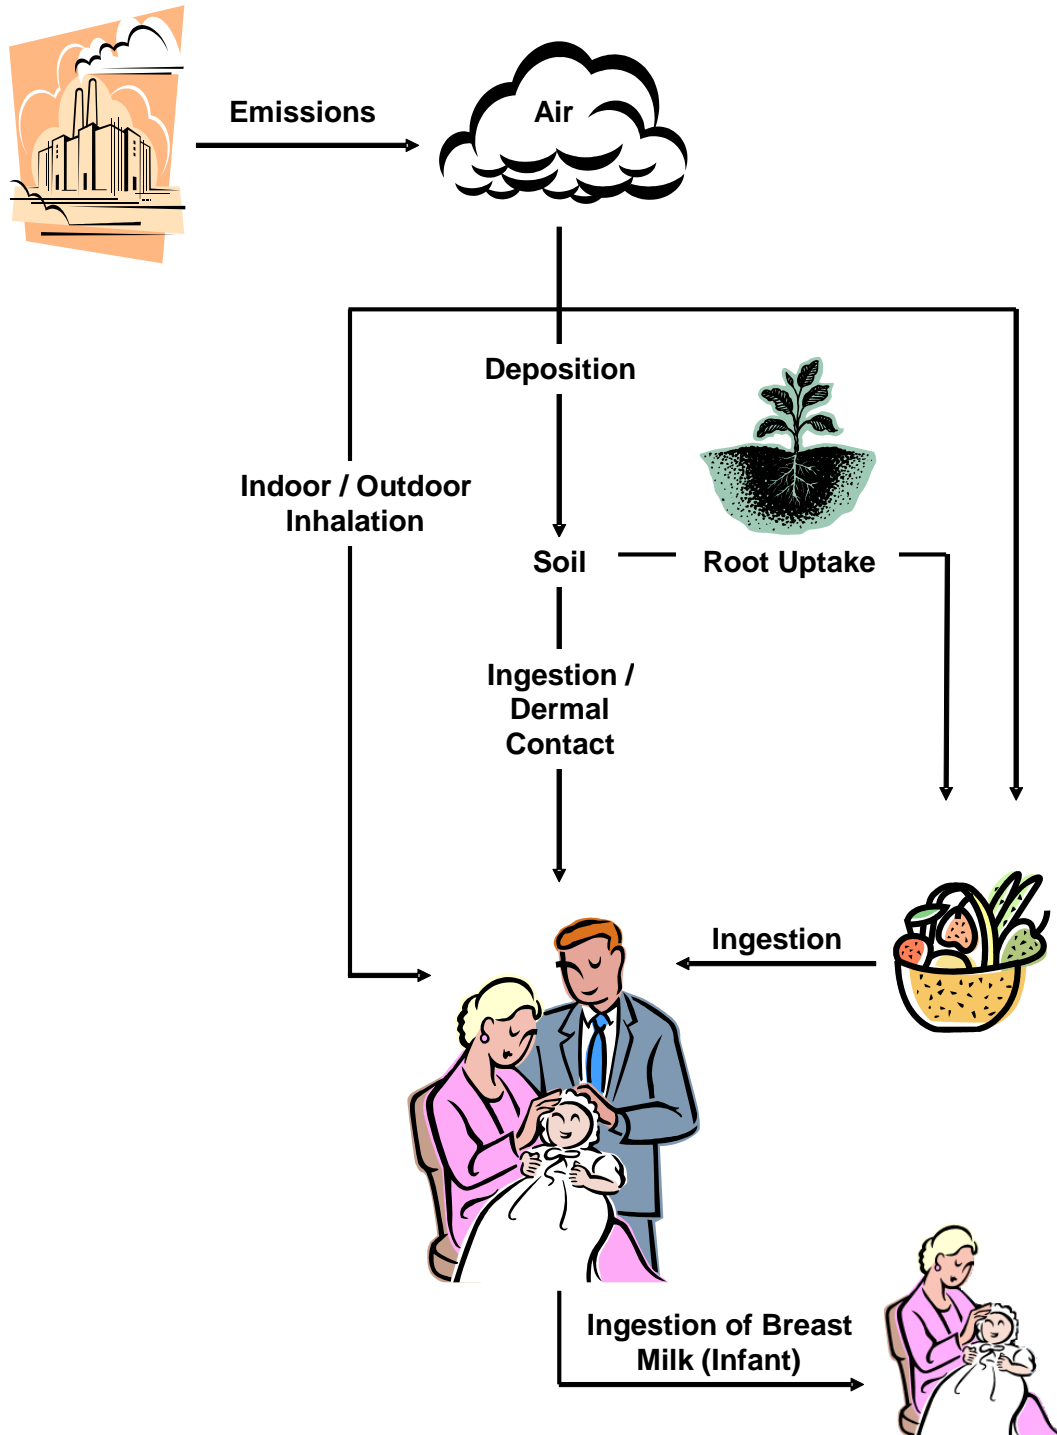 Emissions
Air
Deposition
Indoor / Outdoor
Inhalation
Soil
Root Uptake
Ingestion /
Dermal
Contact
Ingestion
Ingestion of Breast
Milk (Infant)